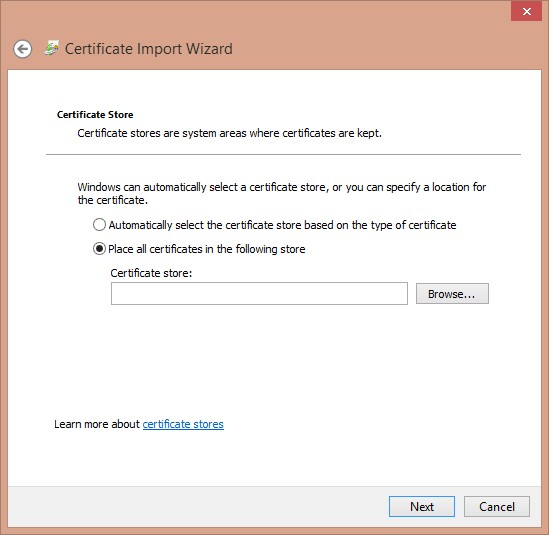 Certificate Import Wizard
Certificate Store
Certificate stores are system areas where certificates are kept.
Windows can automatically select a certificate store, or you can specify a location for
the certificate.
Automatically select the certificate store based on the type of certificate
Place all certificates in the following store
Certificate store:
Browse...
Learn more about certificate stores
Next Cancel